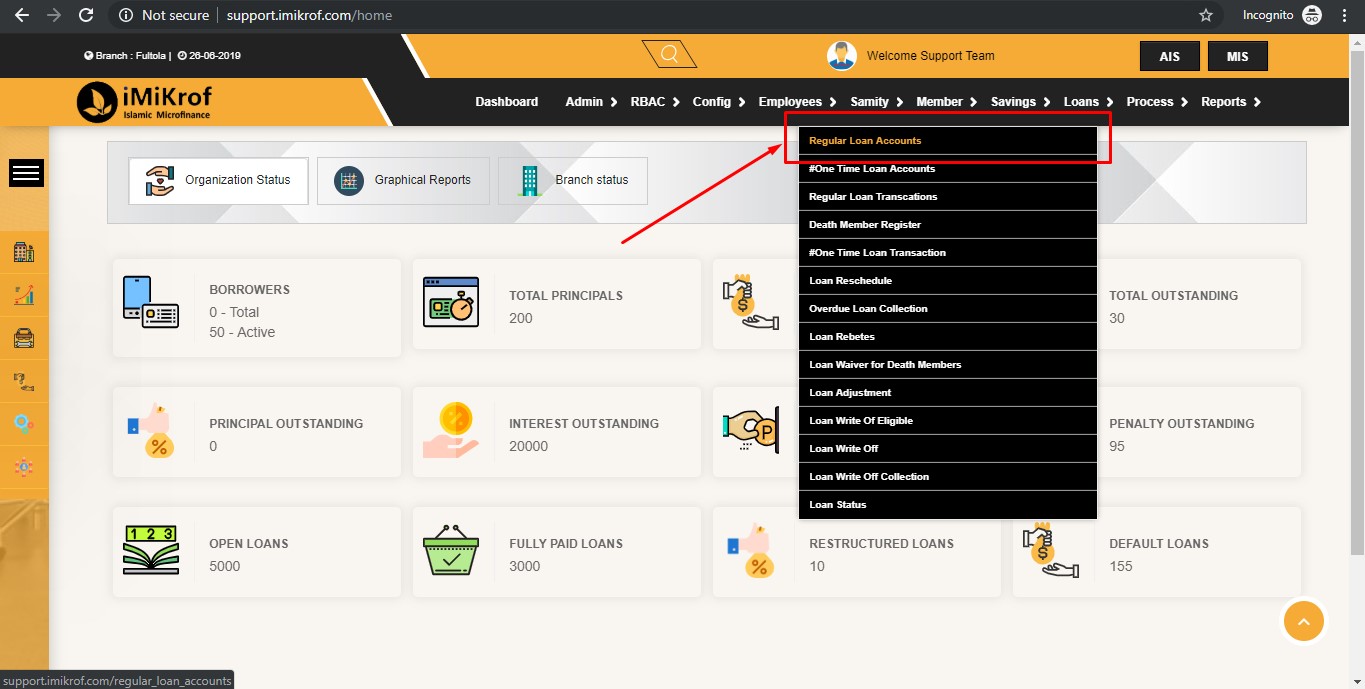 Not secure | support.imikrof.com/home
Incognito
Branch : Fultola | 26-06-2019
Welcome Support Team
AIS
MIS
iMiKrof
Islamic Microfinance
Dashboard Admin RBAC Config Employees Samity Member Savings Loans Process Reports
Organization Status
Graphical Reports
Branch status
Regular Loan Accounts
#One Time Loan Accounts
Regular Loan Transcations
Death Member Register
#One Time Loan Transaction
Loan Reschedule
Overdue Loan Collection
Loan Rebetes
Loan Waiver for Death Members
Loan Adjustment
Loan Write Of Eligible
Loan Write Off
Loan Write Off Collection
Loan Status
BORROWERS
0 - Total
50 - Active
TOTAL PRINCIPALS
200
TOTAL OUTSTANDING
30
PRINCIPAL OUTSTANDING
0
INTEREST OUTSTANDING
20000
PENALTY OUTSTANDING
95
1 2 3
OPEN LOANS
5000
FULLY PAID LOANS
3000
RESTRUCTURED LOANS
10
DEFAULT LOANS
155
support.imikrof.com/regular_loan_accounts